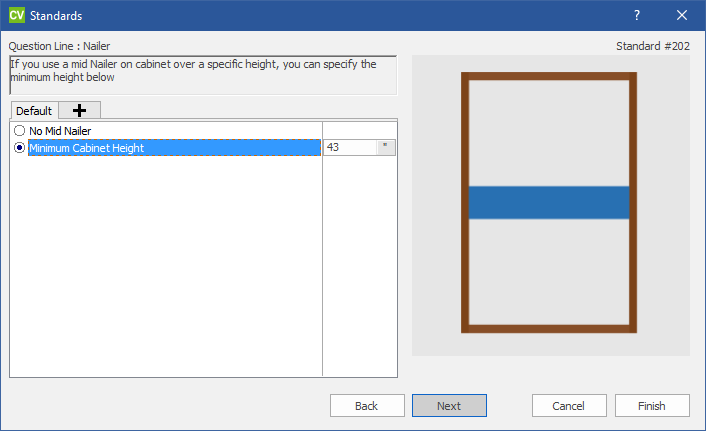 CV Standards ?
Question Line : Nailer Standard #202
If you use a mid Nailer on cabinet over a specific height, you can specify the
minimum height below
Default
No Mid Nailer
Minimum Cabinet Height 43 "
Back Next Cancel Finish